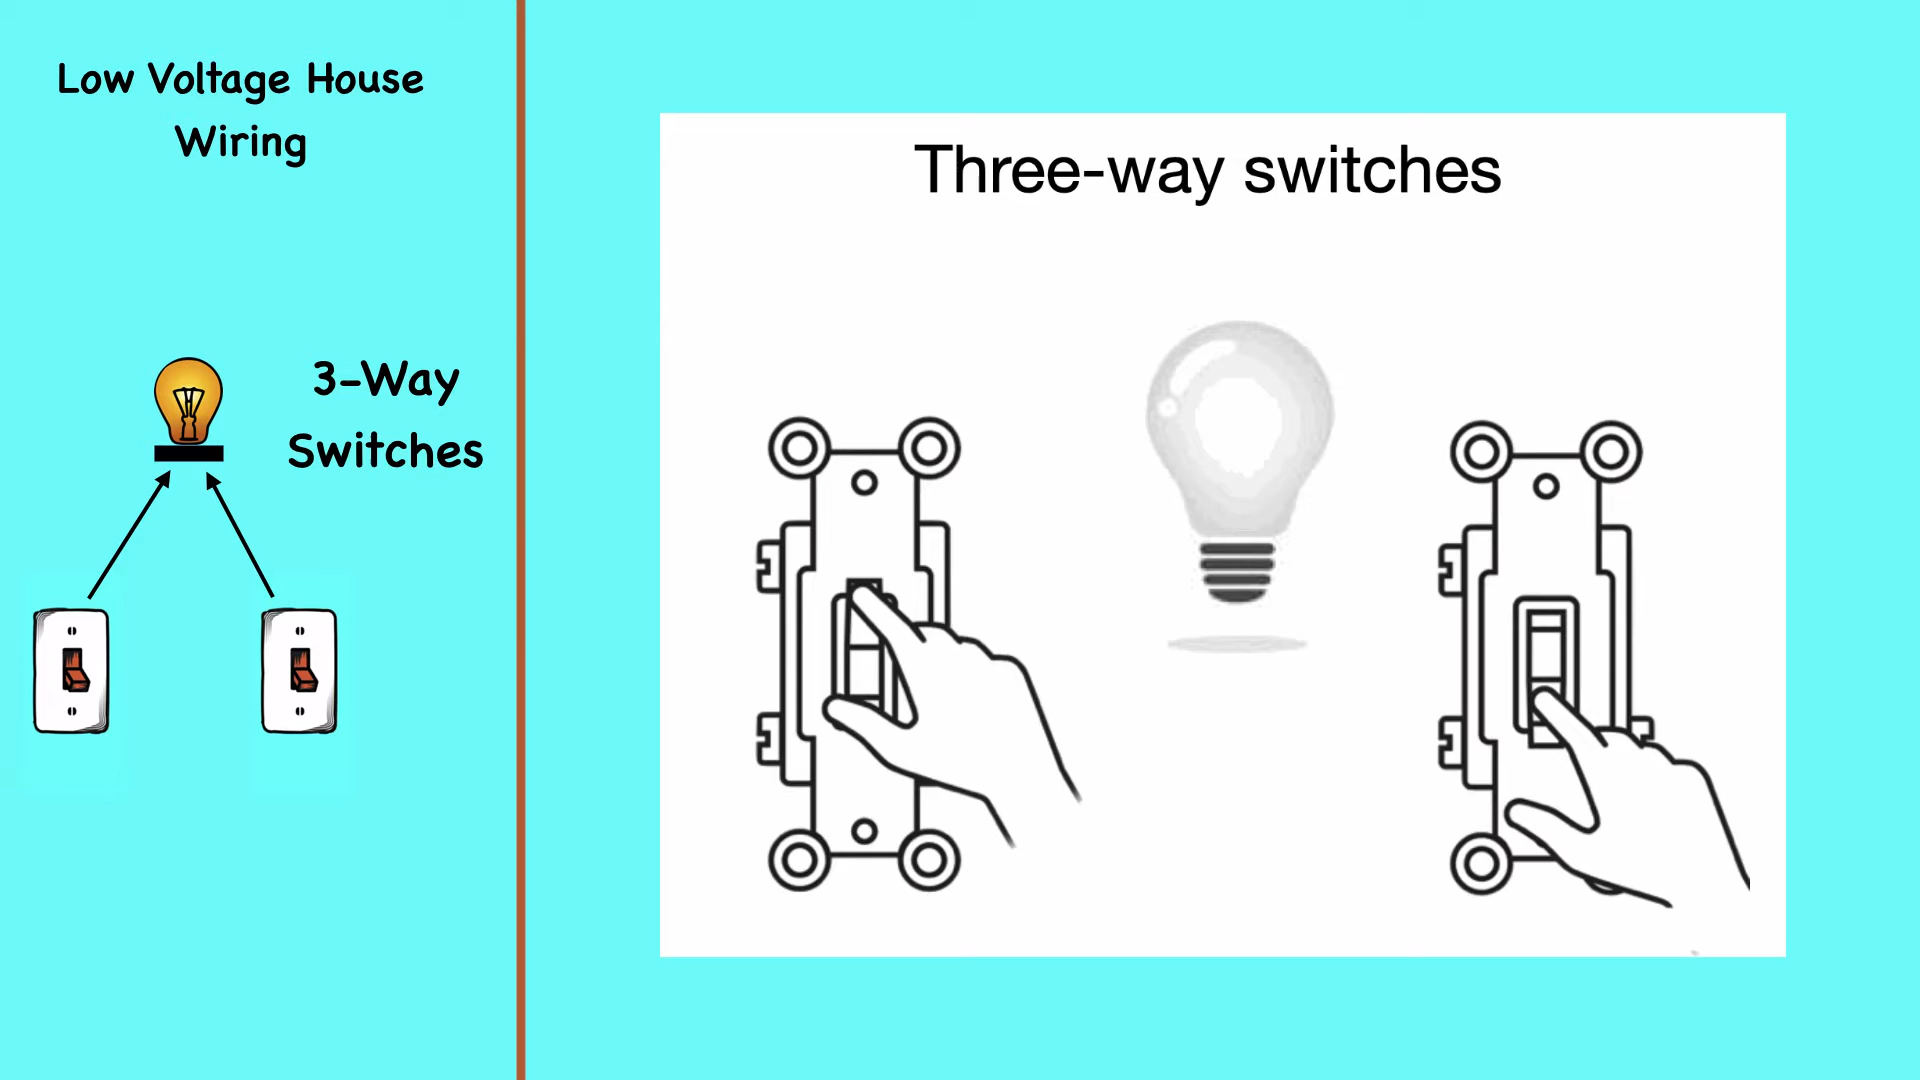 Low Voltage House
Wiring
3-Way
Switches
Three-way switches